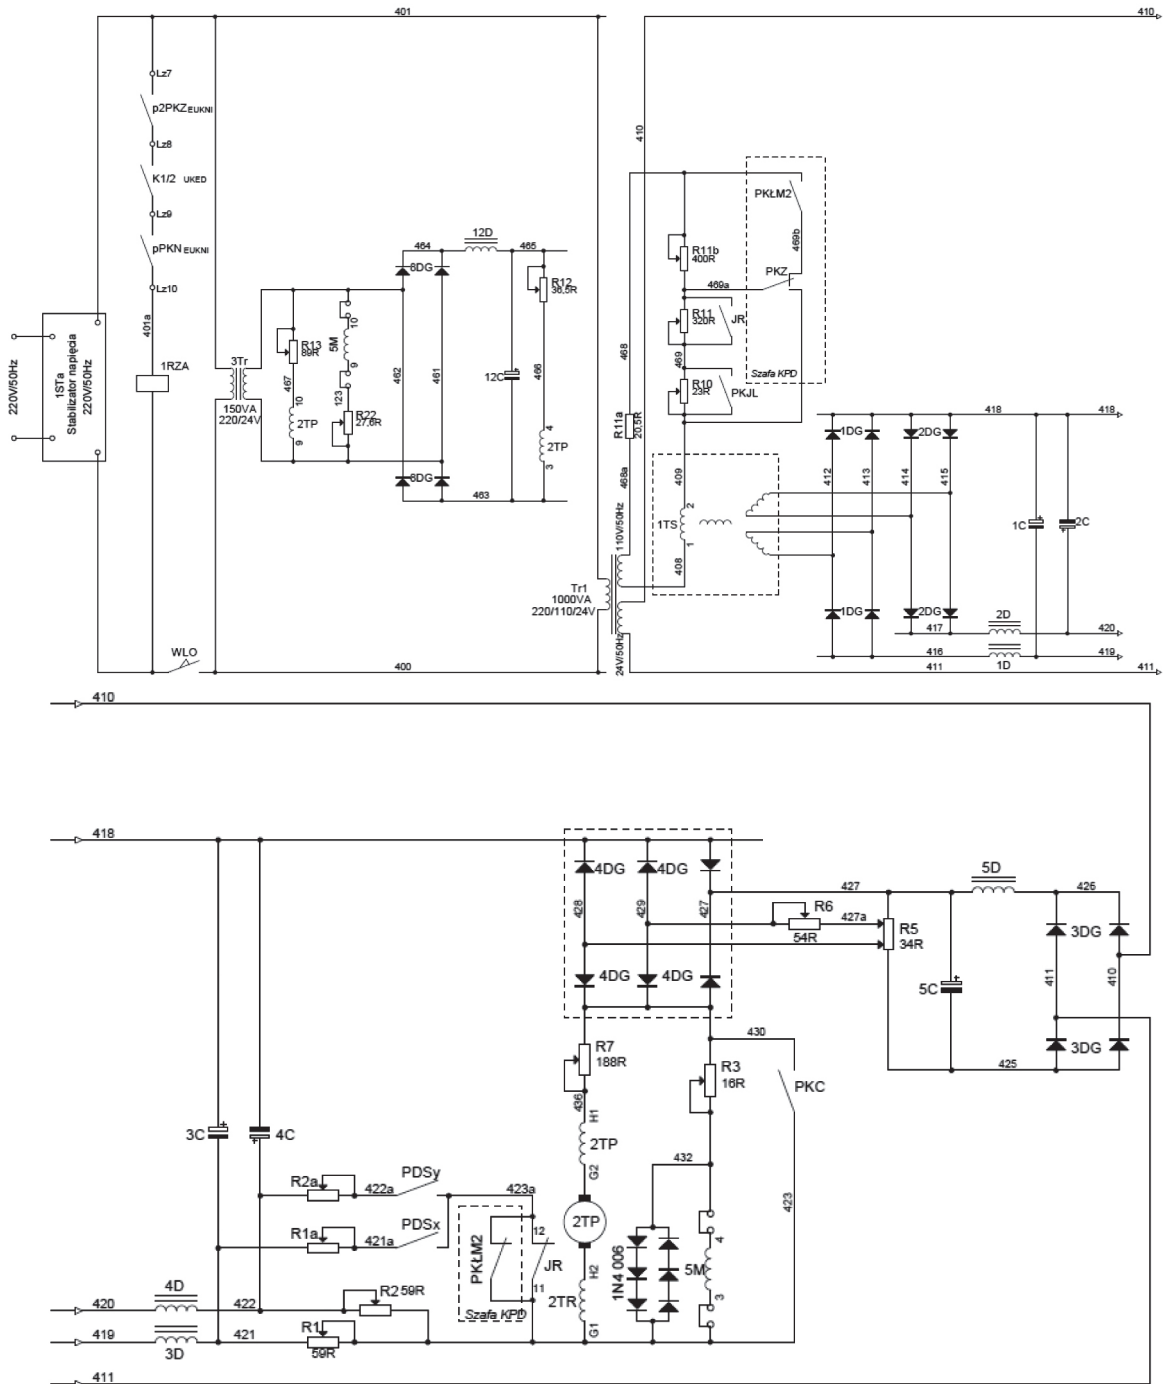 401
410
Lz7
p2PKZ EUKNI
Lz8
K1/2 UKED
Lz9
pPKN EUKNI
Lz10
401a
1RZA
220V/50Hz
1STa
Stabilizator napięcia
220V/50Hz
WLO
400
3Tr
150VA
220/24V
R13
89R
467
10
2TP
9
10
5M
9
123
R22
27,6R
464
12D
465
6DG
462
461
12C
R12
36,5R
466
4
2TP
3
6DG
463
410
468
R11a
20,5R
468a
110V/50Hz
Tr1
1000VA
220/110/24V
24V/50Hz
R11b
400R
469a
R11
320R
JR
469
R10
23R
PKJL
PKŁM2
469b
PKZ
Szafa KPD
409
2
1TS
1
408
418
418
1DG
2DG
412
413
414
415
1C
2C
1DG
2DG
417
2D
420
416
1D
419
411
411
410
418
4DG
4DG
428
429
427
4DG
4DG
427
R6
54R
427a
R5
34R
5D
426
3DG
411
410
5C
3DG
425
R7
188R
436
H1
2TP
G2
2TP
H2
2TR
G1
430
R3
16R
PKC
432
423
1N4 006
4
5M
3
3C
4C
R2a
422a
PDSy
423a
R1a
421a
PDSx
PKŁM2
12
JR
11
Szafa KPD
420
4D
422
R2 59R
419
3D
421
R1
59R
411